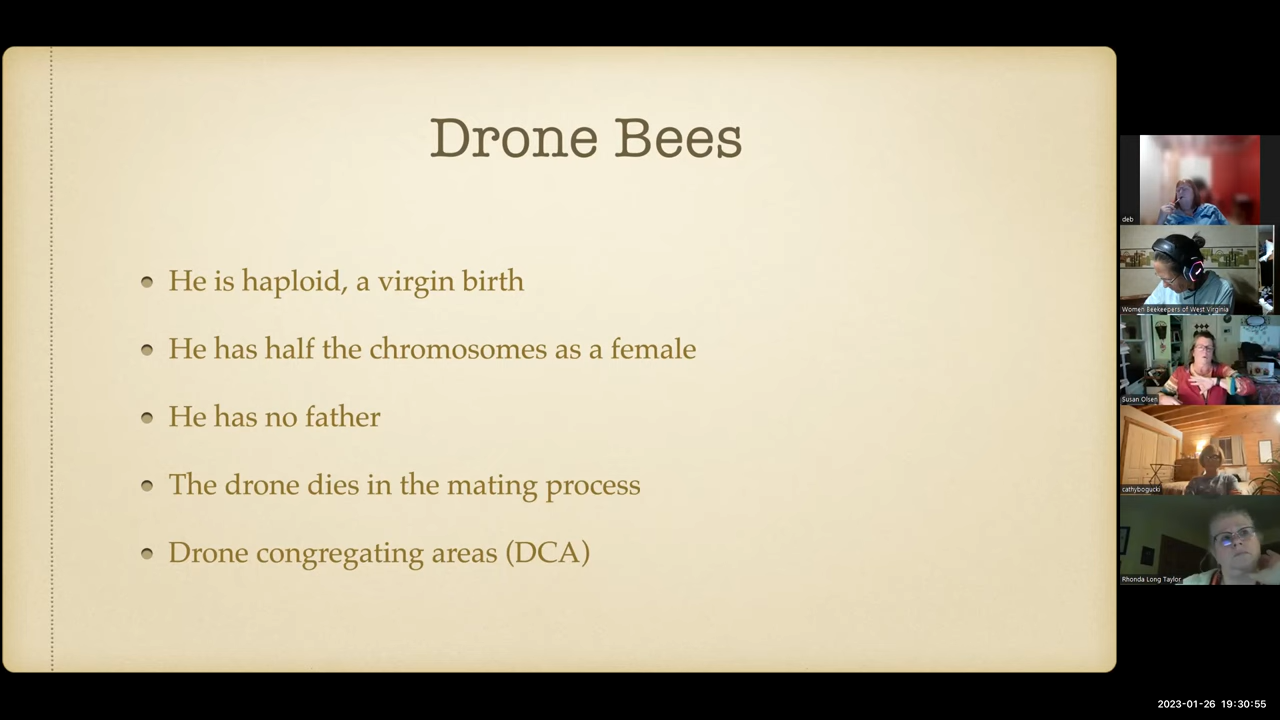 Drone Bees
He is haploid, a virgin birth
He has half the chromosomes as a female
He has no father
The drone dies in the mating process
Drone congregating areas (DCA)
deb
Women Beekeepers of West Virginia
Susan Olsen
cathybogucki
Rhonda Long Taylor
2023-01-26 19:30:55